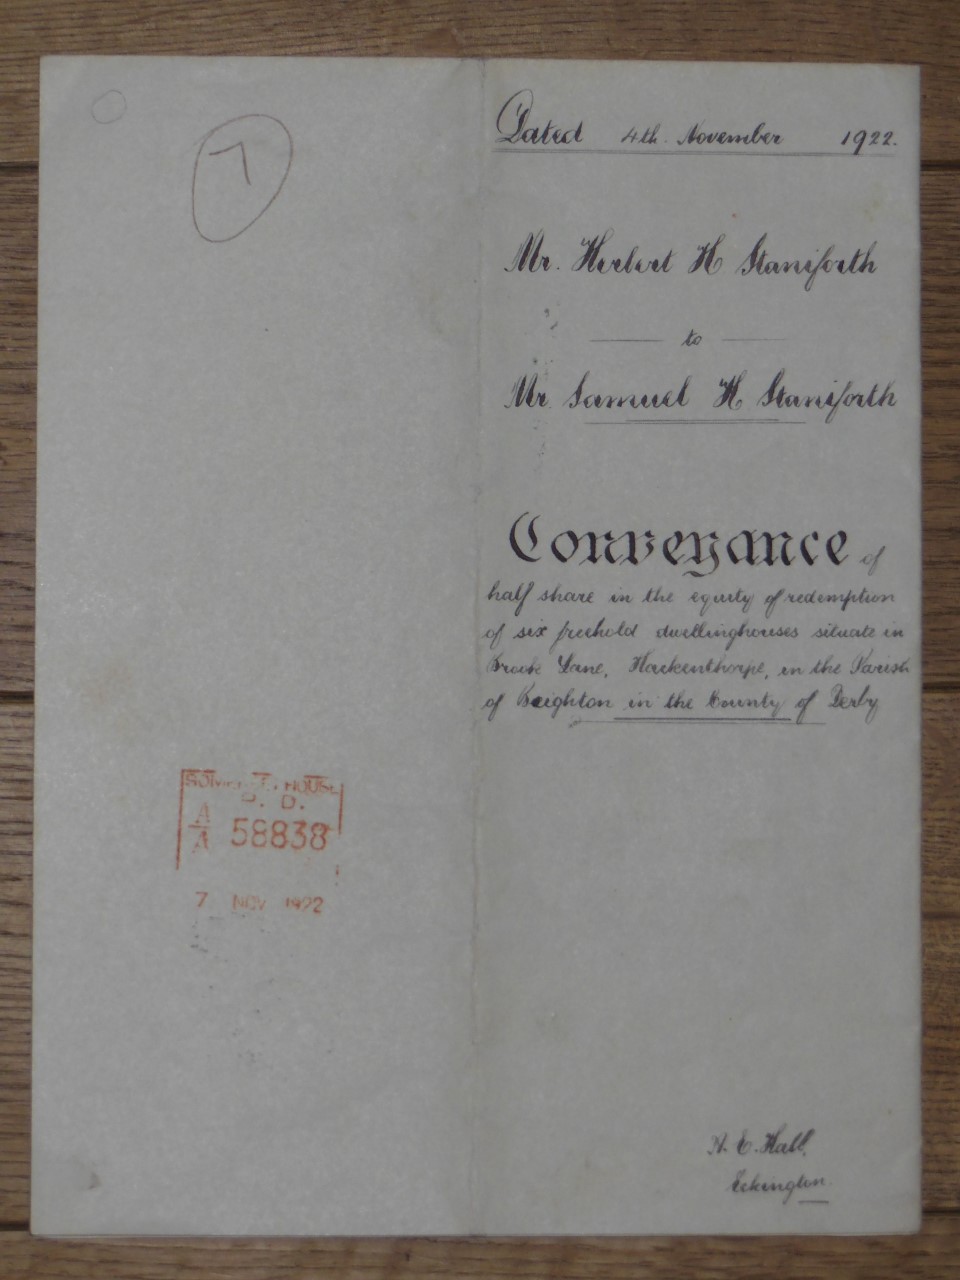 7
Dated 4th November 1922.
Mr. Herbert H Staniforth
to
Mr. Samuel H Staniforth
Conveyance of
half share in the equity of redemption
of six freehold dwellinghouses situate in
Brook Lane, Hackenthorpe, in the Parish
of Beighton in the County of Derby
HOUSE
D.
A
A 58838
7 NOV 1922
H. E. Hall,
Eckington.